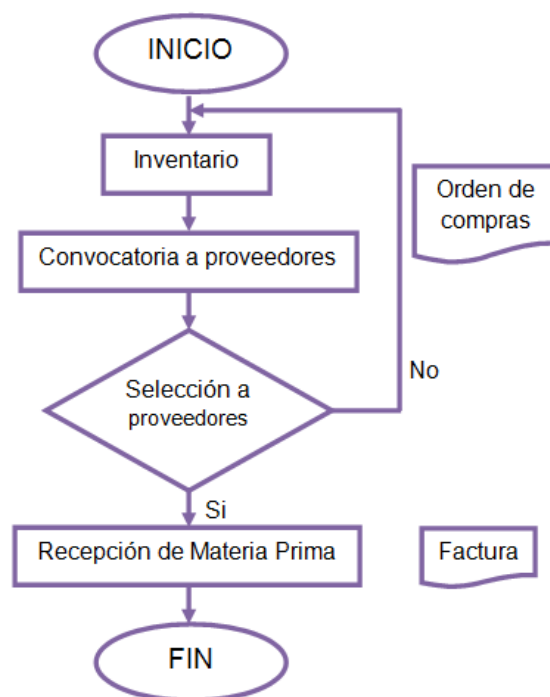 INICIO
Inventario
Orden de
compras
Convocatoria a proveedores
No
Selección a
proveedores
Si
Recepción de Materia Prima
Factura
FIN